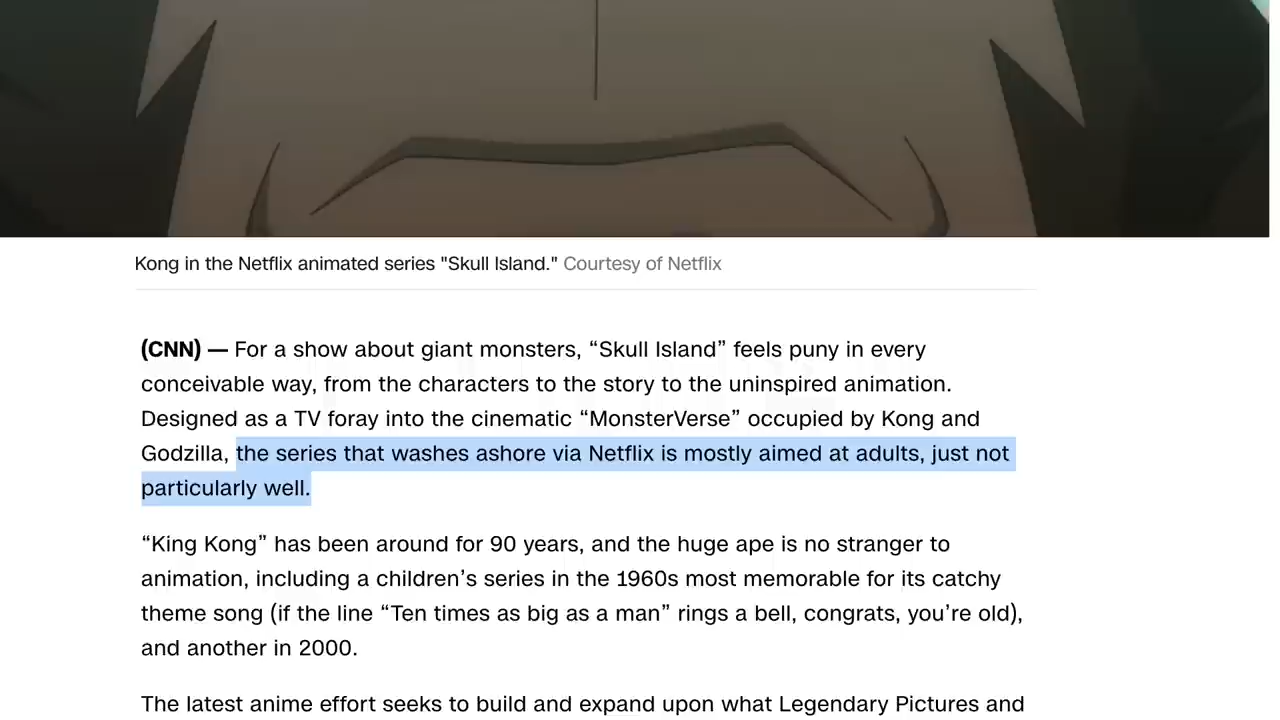 Kong in the Netflix animated series "Skull Island." Courtesy of Netflix
(CNN) — For a show about giant monsters, “Skull Island” feels puny in every
conceivable way, from the characters to the story to the uninspired animation.
Designed as a TV foray into the cinematic “MonsterVerse” occupied by Kong and
Godzilla, the series that washes ashore via Netflix is mostly aimed at adults, just not
particularly well.
“King Kong” has been around for 90 years, and the huge ape is no stranger to
animation, including a children’s series in the 1960s most memorable for its catchy
theme song (if the line “Ten times as big as a man” rings a bell, congrats, you’re old),
and another in 2000.
The latest anime effort seeks to build and expand upon what Legendary Pictures and